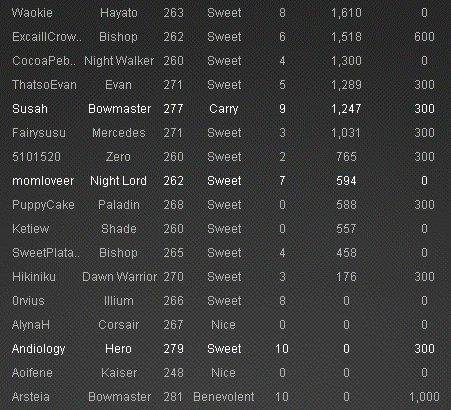 Waokie Hayato 263 Sweet 8 1,610 0
ExcaillCrow.. Bishop 262 Sweet 6 1,518 600
CocoaPeb.. Night Walker 260 Sweet 4 1,300 0
ThatsoEvan Evan 271 Sweet 5 1,289 300
Susah Bowmaster 277 Carry 9 1,247 300
Fairysusu Mercedes 271 Sweet 3 1,031 300
5101520 Zero 260 Sweet 2 765 300
momloveer Night Lord 262 Sweet 7 594 0
PuppyCake Paladin 268 Sweet 0 588 300
Ketiew Shade 260 Sweet 0 557 0
SweetPlata.. Bishop 265 Sweet 4 458 0
Hikiniku Dawn Warrior 270 Sweet 3 176 300
0rvius Illium 266 Sweet 8 0 0
AlynaH Corsair 267 Nice 0 0 0
Andiology Hero 279 Sweet 10 0 300
Aoifene Kaiser 248 Nice 0 0 0
Arsteia Bowmaster 281 Benevolent 10 0 1,000